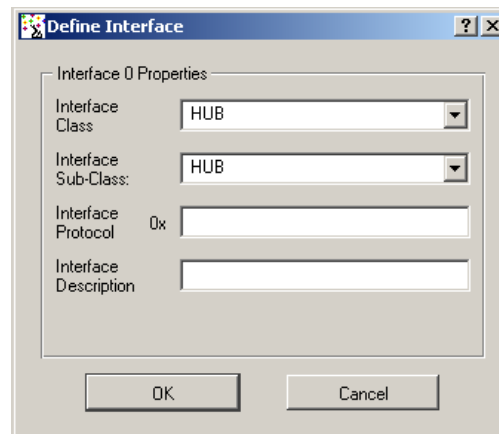 Define Interface
Interface 0 Properties
Interface
Class
HUB
Interface
Sub-Class:
HUB
Interface
Protocol
0x
Interface
Description
OK
Cancel